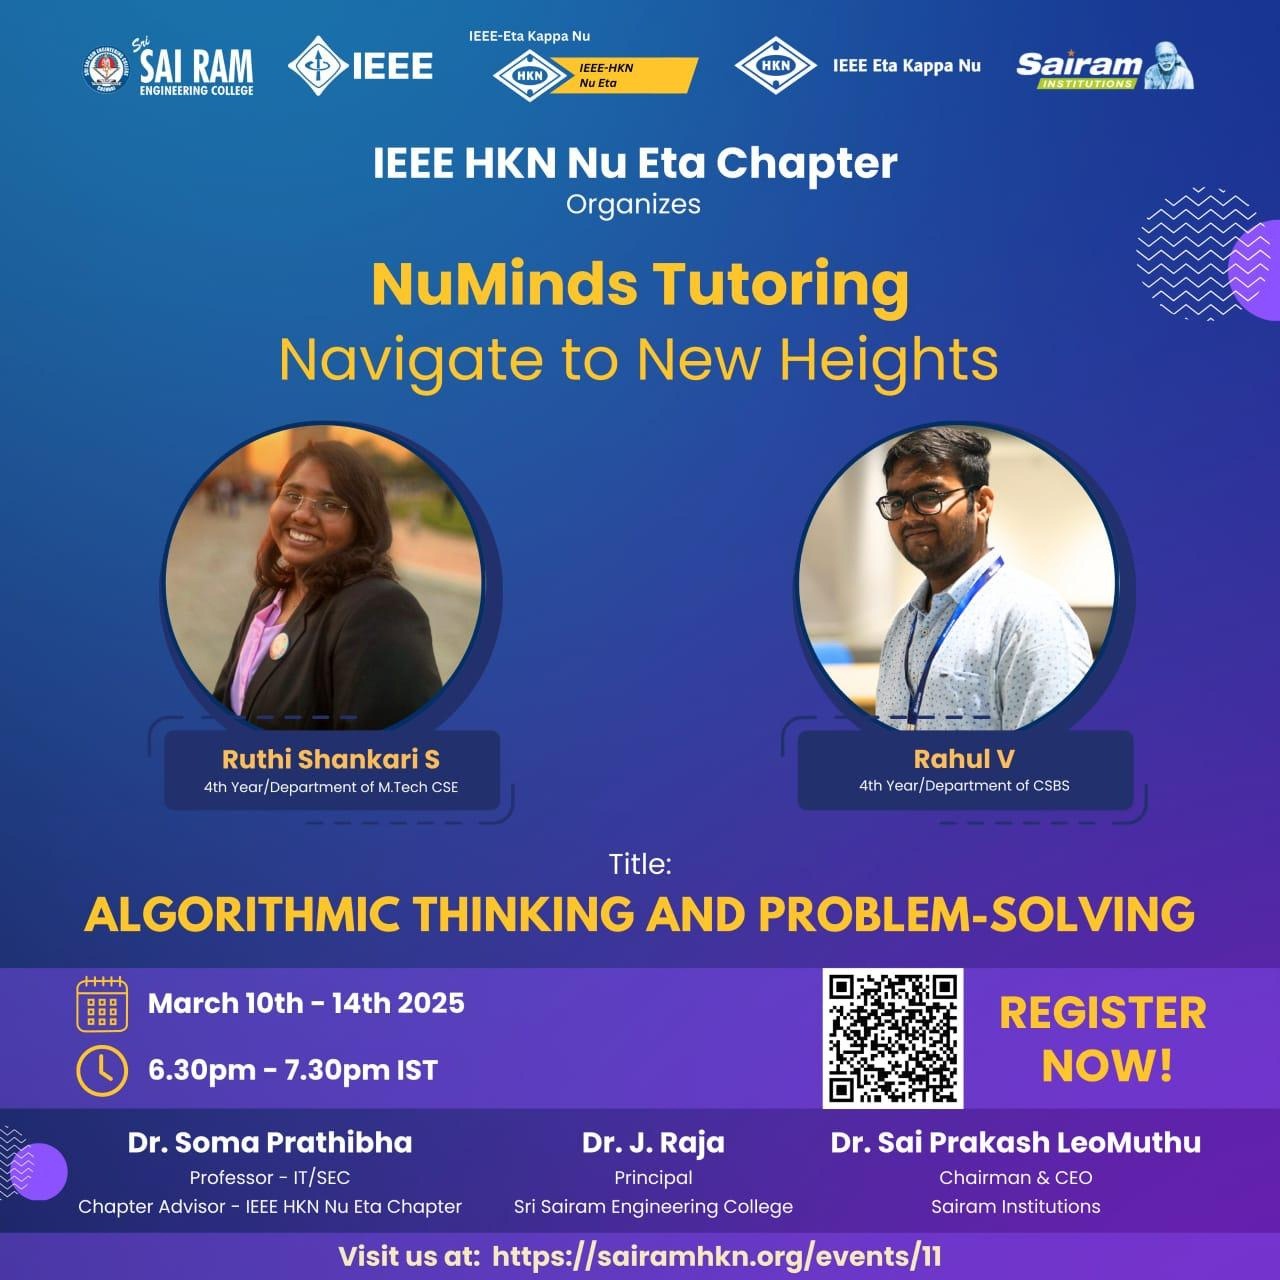 Sri
SAI RAM
ENGINEERING COLLEGE
IEEE
IEEE-Eta Kappa Nu
HKN
IEEE-HKN
Nu Eta
HKN
IEEE Eta Kappa Nu
Sairam
INSTITUTIONS
IEEE HKN Nu Eta Chapter
Organizes
NuMinds Tutoring
Navigate to New Heights
Ruthi Shankari S
4th Year/Department of M.Tech CSE
Rahul V
4th Year/Department of CSBS
Title:
ALGORITHMIC THINKING AND PROBLEM-SOLVING
March 10th - 14th 2025
6.30pm - 7.30pm IST
REGISTER
NOW!
Dr. Soma Prathibha
Professor - IT/SEC
Chapter Advisor - IEEE HKN Nu Eta Chapter
Dr. J. Raja
Principal
Sri Sairam Engineering College
Dr. Sai Prakash LeoMuthu
Chairman & CEO
Sairam Institutions
Visit us at: https://sairamhkn.org/events/11